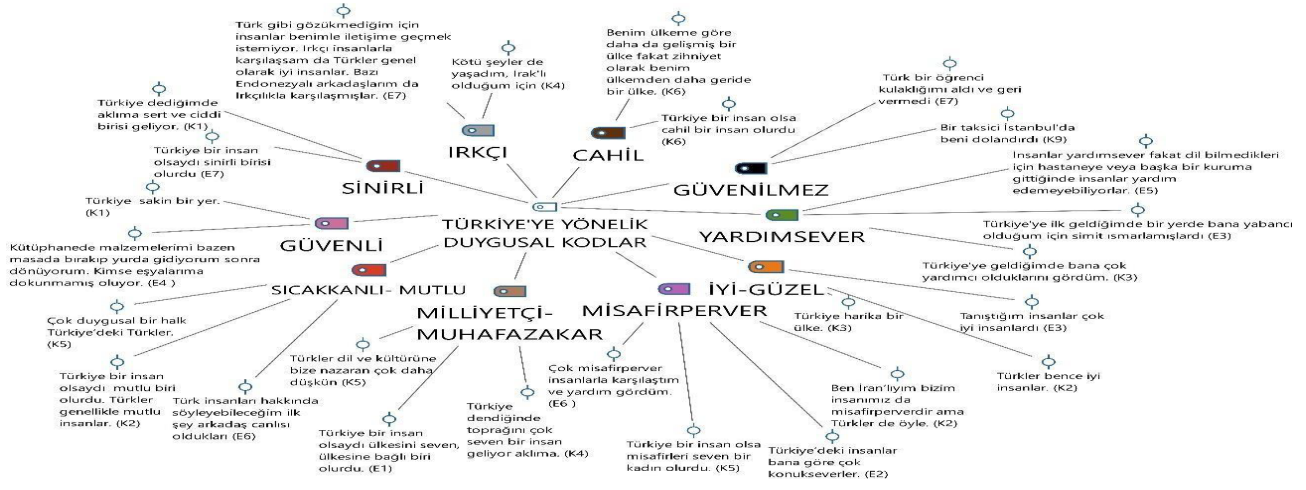 Türk gibi gözükmediğim için
insanlar benimle iletişime geçmek
istemiyor. Irkçı insanlarla
karşılaşsam da Türkler genel
olarak iyi insanlar. Bazı
Endonezyalı arkadaşlarım da
Irkçılıkla karşılaşmışlar. (E7)
Kötü şeyler de
yaşadım, Irak'lı
olduğum için (K4)
Benim ülkeme göre
daha da gelişmiş bir
ülke fakat zihniyet
olarak benim
ülkemden daha geride
bir ülke. (K6)
Türkiye bir insan olsa
cahil bir insan olurdu
(K6)
Türk bir öğrenci
kulaklığımı aldı ve geri
vermedi (E7)
Bir taksici İstanbul'da
beni dolandırdı (K9)
Türkiye dediğimde
aklıma sert ve ciddi
birisi geliyor. (K1)
Türkiye bir insan
olsaydı sinirli birisi
olurdu (E7)
IRKÇI
CAHİL
SİNİRLİ
GÜVENİLMEZ
İnsanlar yardımsever fakat dil bilmedikleri
için hastaneye veya başka bir kuruma
gittiğinde insanlar yardım
edemeyebiliyorlar. (E5)
Türkiye sakin bir yer.
(K1)
GÜVENLİ
TÜRKİYE'YE YÖNELİK
DUYGUSAL KODLAR
YARDIMSEVER
Türkiye'ye ilk geldiğimde bir yerde bana yabancı
olduğum için simit ısmarlamışlardı (E3)
Kütüphanede malzemelerimi bazen
masada bırakıp yurda gidiyorum sonra
dönüyorum. Kimse eşyalarıma
dokunmamış oluyor. (E4 )
Türkiye'ye geldiğimde bana çok
yardımcı olduklarını gördüm. (K3)
SICAKKANLI- MUTLU
MİLLİYETÇİ-
MUHAFAZAKAR
MİSAFİRPERVER
İYİ-GÜZEL
Çok duygusal bir halk
Türkiye'deki Türkler.
(K5)
Türkiye harika bir
ülke. (K3)
Tanıştığım insanlar çok
iyi insanlardı (E3)
Türkiye bir insan
olsaydı mutlu biri
olurdu. Türkler
genellikle mutlu
insanlar. (K2)
Türk insanları hakkında
söyleyebileceğim ilk
şey arkadaş canlısı
oldukları (E6)
Türkler dil ve kültürüne
bize nazaran çok daha
düşkün (K5)
Türkiye bir insan
olsaydı ülkesini seven,
ülkesine bağlı biri
olurdu. (E1)
Türkiye
dendiğinde
toprağını çok
seven bir insan
geliyor aklıma. (K4)
Çok misafirperver
insanlarla karşılaştım
ve yardım gördüm.
(E6 )
Türkiye bir insan olsa
misafirleri seven bir
kadın olurdu. (K5)
Türkiye'deki insanlar
bana göre çok
konukseverler. (E2)
Ben İran'lıyım bizim
insanımız da
misafirperverdir ama
Türkler de öyle. (K2)
Türkler bence iyi
insanlar. (K2)